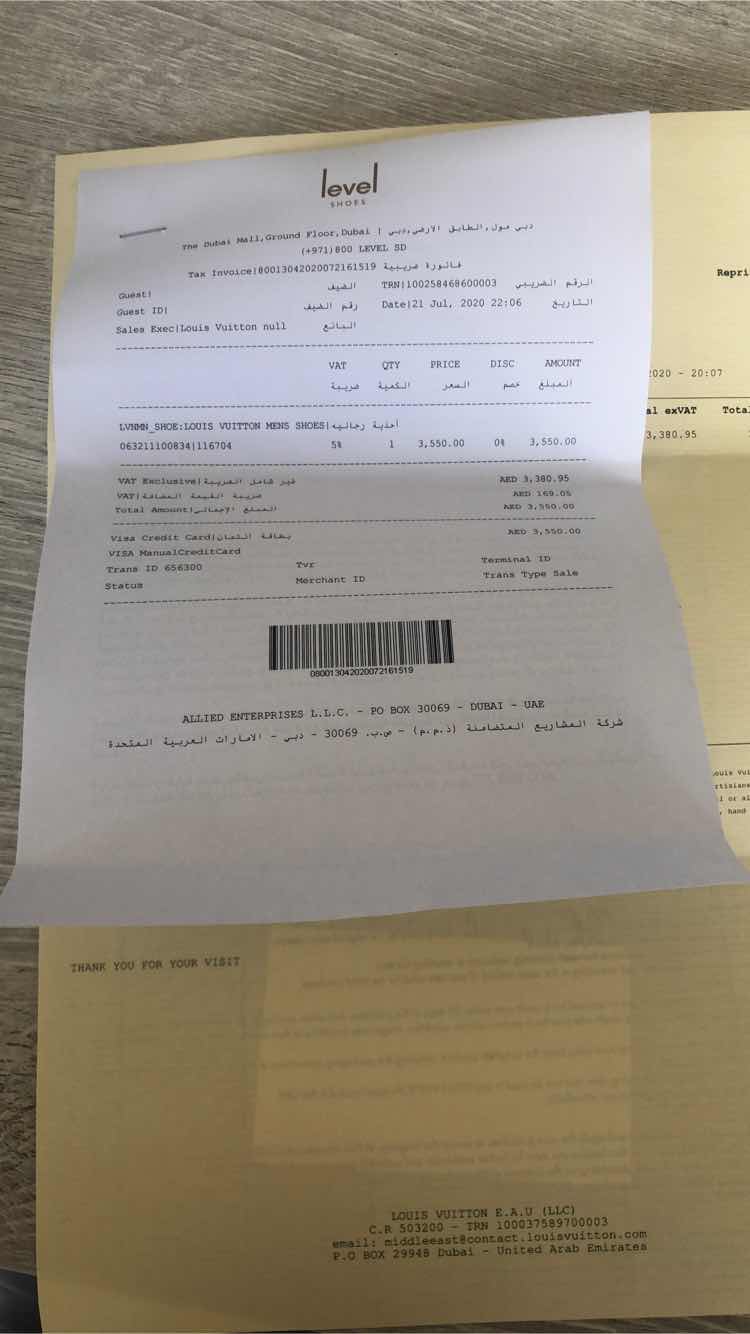 level
SHOES
The Dubai Mall,Ground Floor,Dubai | دبي مول,الطابق الارضي,دبي
(+971)800 LEVEL SD
Tax Invoice|80013042020072161519 فاتورة ضريبية
Guest| الضيف TRN|100258468600003 الرقم الضريبي
Guest ID| رقم الضيف Date|21 Jul, 2020 22:06 التاريخ
Sales Exec|Louis Vuitton null البائع
VAT QTY PRICE DISC AMOUNT
ضريبة الكمية السعر خصم المبلغ
LVMMN_SHOE:LOUIS VUITTON MENS SHOES|أحذية رجاليه
063211100834|116704 5% 1 3,550.00 0% 3,550.00
VAT Exclusive|غير شامل الضريبة AED 3,380.95
VAT|ضريبة القيمة المضافة AED 169.05
Total Amount|المبلغ الإجمالي AED 3,550.00
Visa Credit Card|بطاقة ائتمان AED 3,550.00
VISA ManualCreditCard
Trans ID 656300 Tvr Terminal ID
Status Merchant ID Trans Type Sale
080013042020072161519
ALLIED ENTERPRISES L.L.C. - PO BOX 30069 - DUBAI - UAE
شركة المشاريع المتضامنة (ذ.م.م) - ص.ب. 30069 - دبي - الامارات العربية المتحدة
Repri
2020 - 20:07
al exVAT Tota
3,380.95
ouis Vui
rtisians
l or al
, hand
THANK YOU FOR YOUR VISIT
LOUIS VUITTON E.A.U (LLC)
C.R 503200 - TRN 100037589700003
email: middleeast@contact.louisvuitton.com
P.O BOX 29948 Dubai - United Arab Emirates